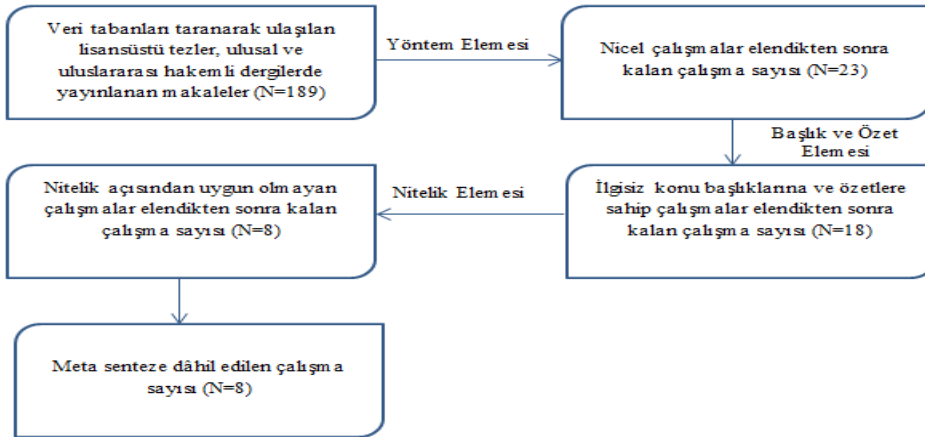 Veri tabanları taranarak ulaşılan
lisansüstü tezler, ulusal ve
uluslararası hakemli dergilerde
yayınlanan makaleler (N=189)
Yöntem Elemesi
Nicel çalışmalar elendikten sonra
kalan çalışma sayısı (N=23)
Başlık ve Özet
Elemesi
İlgisiz konu başlıklarına ve özetlere
sahip çalışmalar elendikten sonra
kalan çalışma sayısı (N=18)
Nitelik Elemesi
Nitelik açısından uygun olmayan
çalışmalar elendikten sonra kalan
çalışma sayısı (N=8)
Meta senteze dâhil edilen çalışma
sayısı (N=8)